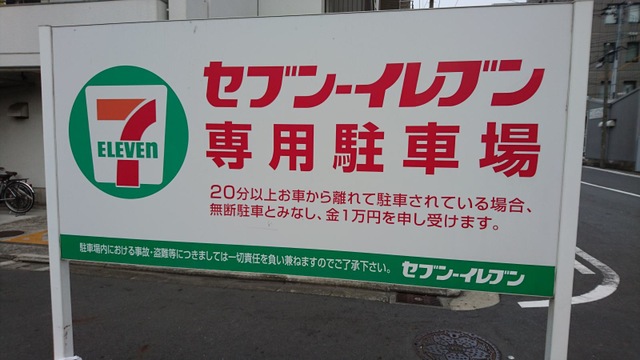 7
ELEVEn
セブン-イレブン
専用駐車場
20分以上お車から離れて駐車されている場合、
無断駐車とみなし、金1万円を申し受けます。
駐車場内における事故・盗難等につきましては一切責任を負い兼ねますのでご了承下さい。 セブン-イレブン